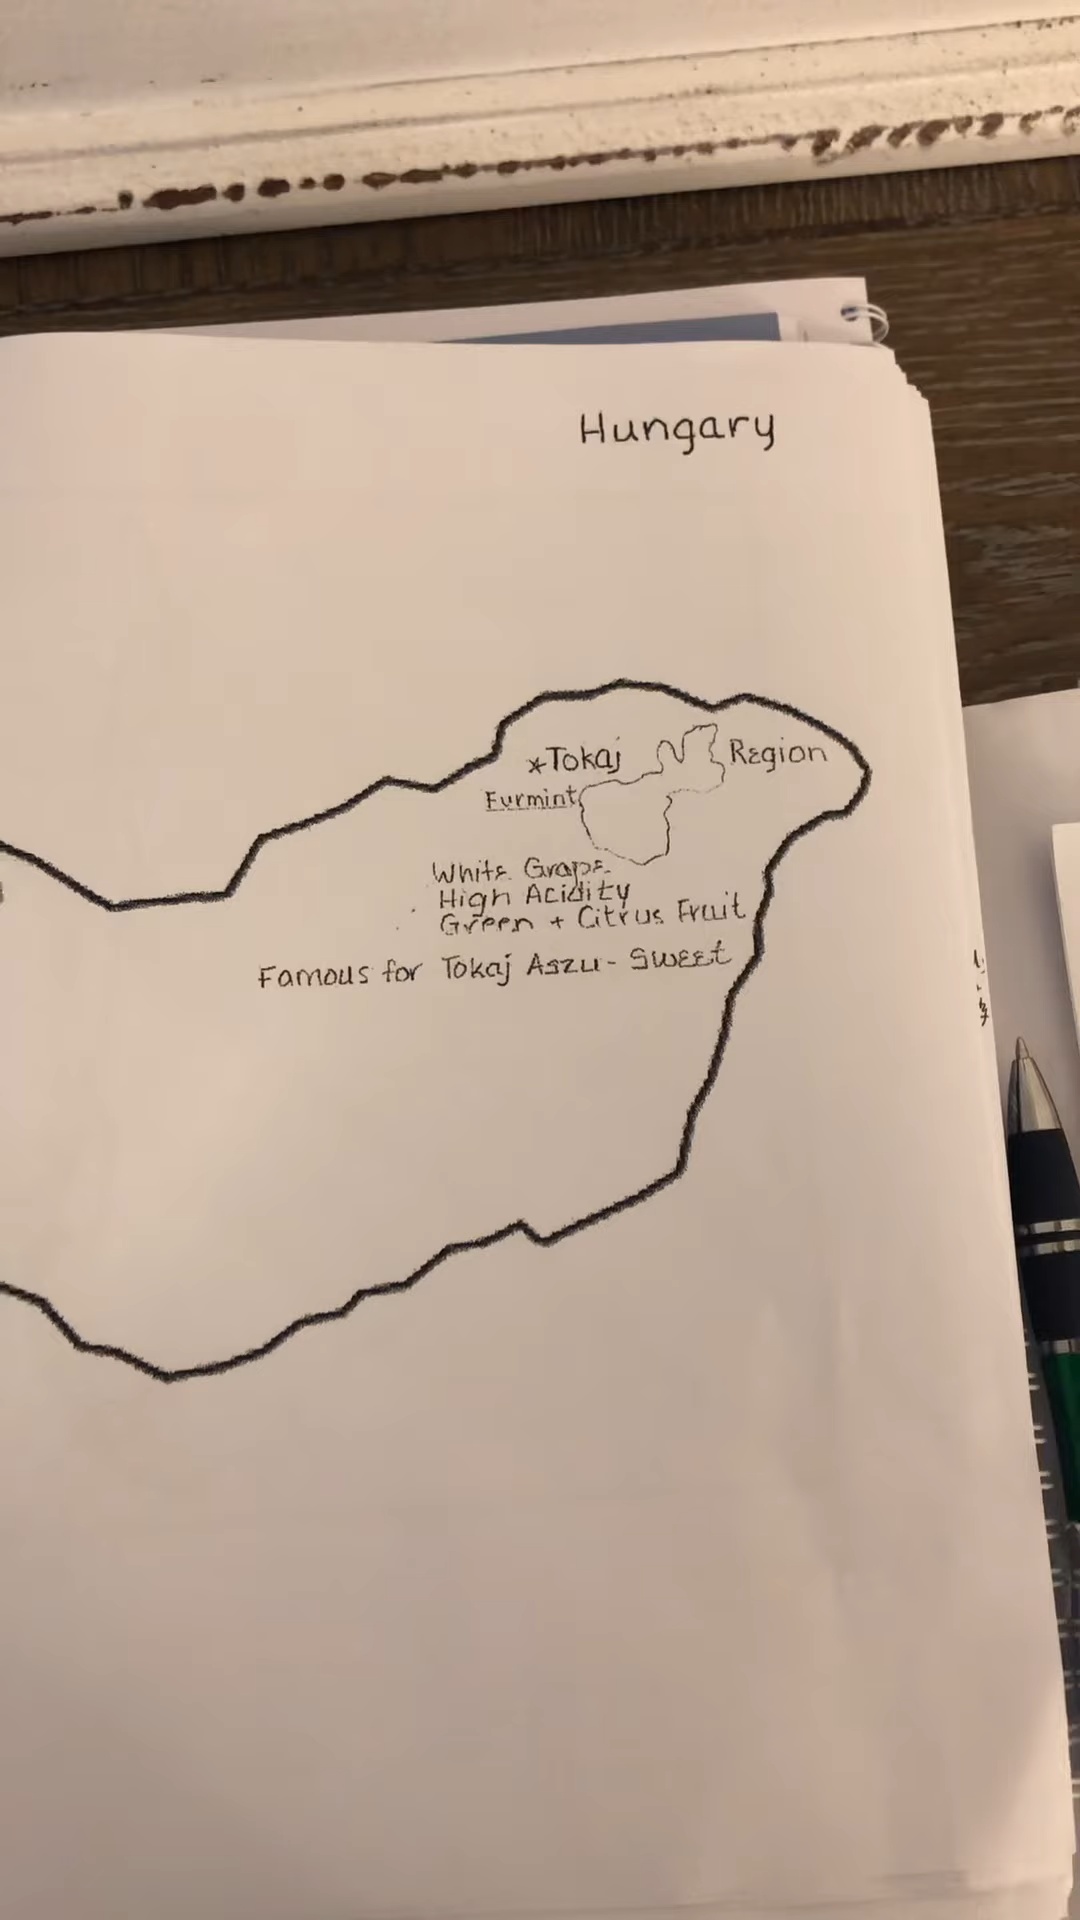 Hungary
*Tokaj Region
Furmint
White Grape
High Acidity
Green + Citrus Fruit
Famous for Tokaj Aszu - Sweet